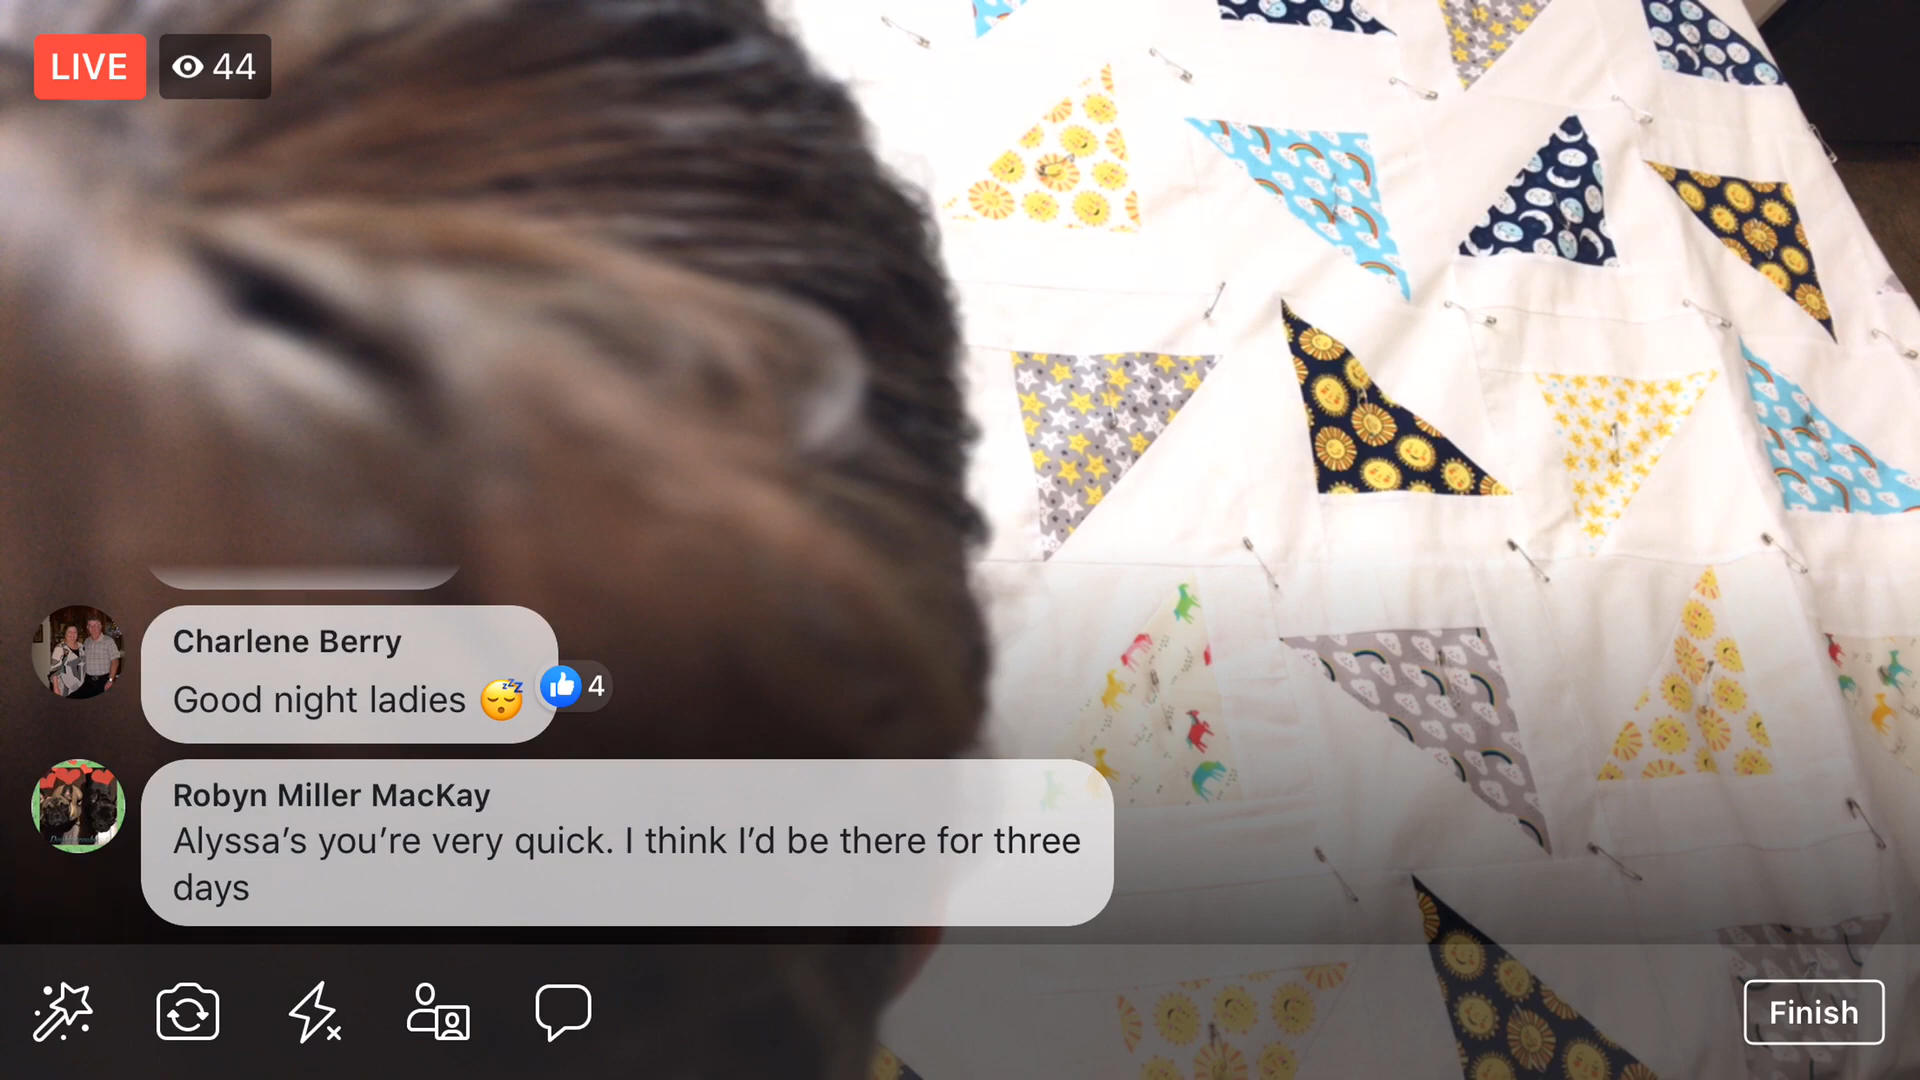 LIVE 44
Charlene Berry
Good night ladies 😴
4
Robyn Miller MacKay
Alyssa’s you’re very quick. I think I’d be there for three
days
Finish